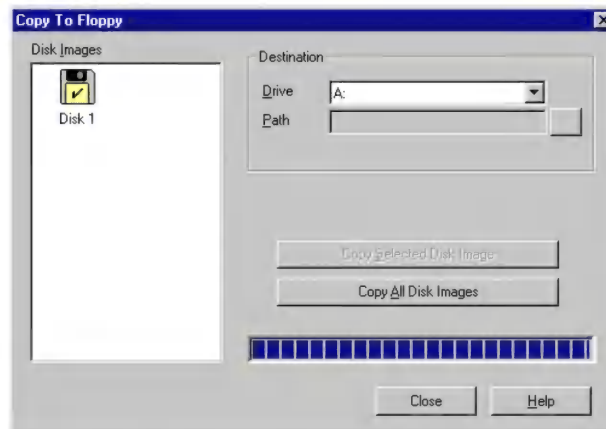 Copy To Floppy
Disk Images
Disk 1
Destination
Drive
A:
Path
Copy Selected Disk Image
Copy All Disk Images
Close
Help